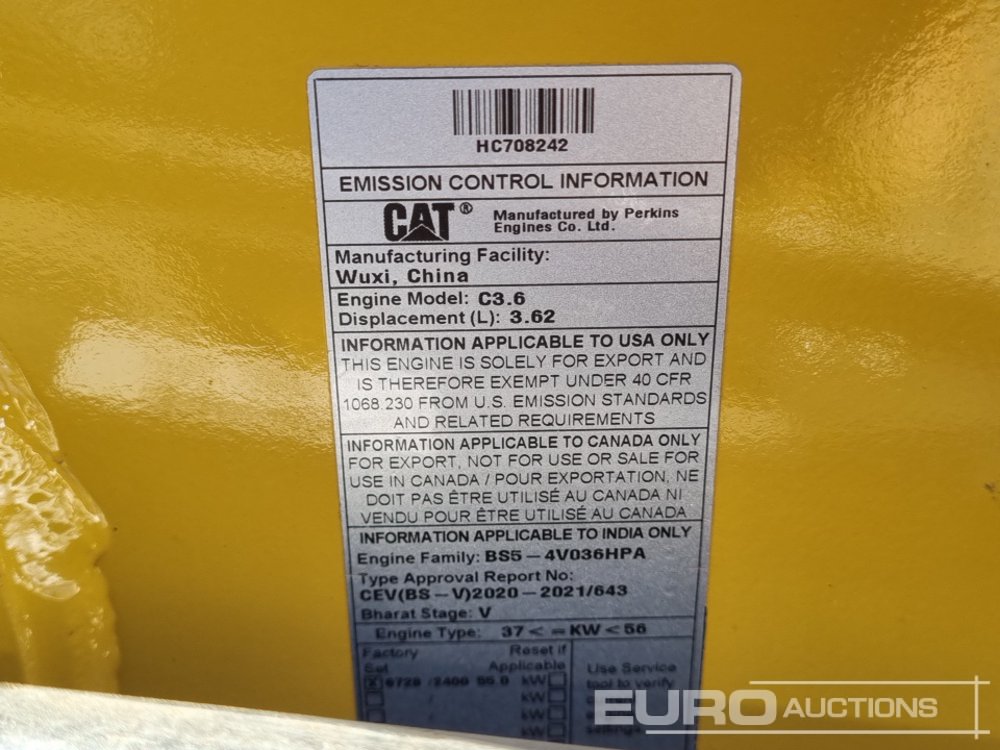 HC708242
EMISSION CONTROL INFORMATION
CAT® Manufactured by Perkins
Engines Co. Ltd.
Manufacturing Facility:
Wuxi, China
Engine Model: C3.6
Displacement (L): 3.62
INFORMATION APPLICABLE TO USA ONLY
THIS ENGINE IS SOLELY FOR EXPORT AND
IS THEREFORE EXEMPT UNDER 40 CFR
1068.230 FROM U.S. EMISSION STANDARDS
AND RELATED REQUIREMENTS
INFORMATION APPLICABLE TO CANADA ONLY
FOR EXPORT, NOT FOR USE OR SALE FOR
USE IN CANADA / POUR EXPORTATION, NE
DOIT PAS ÊTRE UTILISÉ AU CANADA NI
VENDU POUR ÊTRE UTILISÉ AU CANADA
INFORMATION APPLICABLE TO INDIA ONLY
Engine Family: BS5-4V036HPA
Type Approval Report No:
CEV(BS-V)2020-2021/643
Bharat Stage: V
Engine Type: 37<=KW<56
Factory Set
Reset if Applicable
/2400 55.0 kW
kW
kW
kW
Use Service
tool to verify
EURO AUCTIONS